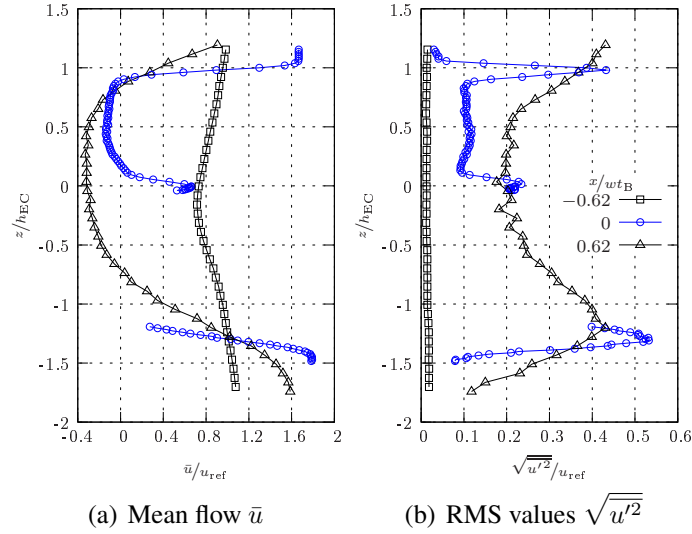 1.5
1
0.5
0
-0.5
-1
-1.5
-2
z/h_EC
-0.4 0 0.4 0.8 1.2 1.6 2
ū/u_ref
(a) Mean flow ū
1.5
1
0.5
0
-0.5
-1
-1.5
-2
z/h_EC
x/wt_B
−0.62
0
0.62
0 0.1 0.2 0.3 0.4 0.5 0.6
√u′²/u_ref
(b) RMS values √u′²